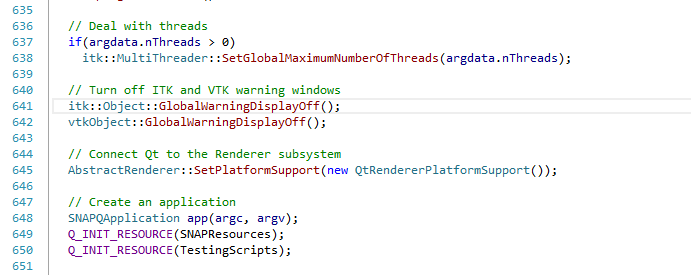 635
636 // Deal with threads
637 if(argdata.nThreads > 0)
638 itk::MultiThreader::SetGlobalMaximumNumberOfThreads(argdata.nThreads);
639
640 // Turn off ITK and VTK warning windows
641 itk::Object::GlobalWarningDisplayOff();
642 vtkObject::GlobalWarningDisplayOff();
643
644 // Connect Qt to the Renderer subsystem
645 AbstractRenderer::SetPlatformSupport(new QtRendererPlatformSupport());
646
647 // Create an application
648 SNAPQApplication app(argc, argv);
649 Q_INIT_RESOURCE(SNAPResources);
650 Q_INIT_RESOURCE(TestingScripts);
651